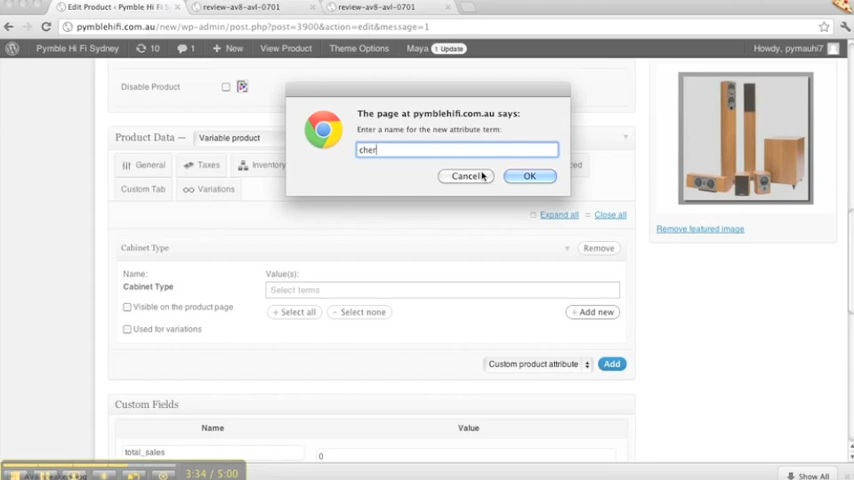 Edit Product ‹ Pymble Hi Fi S
review-av8-avl-0701
review-av8-avl-0701
pymblehifi.com.au/new/wp-admin/post.php?post=3900&action=edit&message=1
Pymble Hi Fi Sydney
10
1
+ New
View Product
Theme Options
Maya 1 Update
Howdy, pymauhi7
Disable Product
The page at pymblehifi.com.au says:
Enter a name for the new attribute term:
cher
Cancel
OK
Product Data —
Variable product
General
Taxes
Inventory
Custom Tab
Variations
Expand all
Close all
Remove featured image
Cabinet Type
Remove
Name:
Value(s):
Cabinet Type
Select terms
Visible on the product page
+ Select all
− Select none
+ Add new
Used for variations
Custom product attribute
Add
Custom Fields
Name
Value
total_sales
0
3:34 / 5:00
Show All